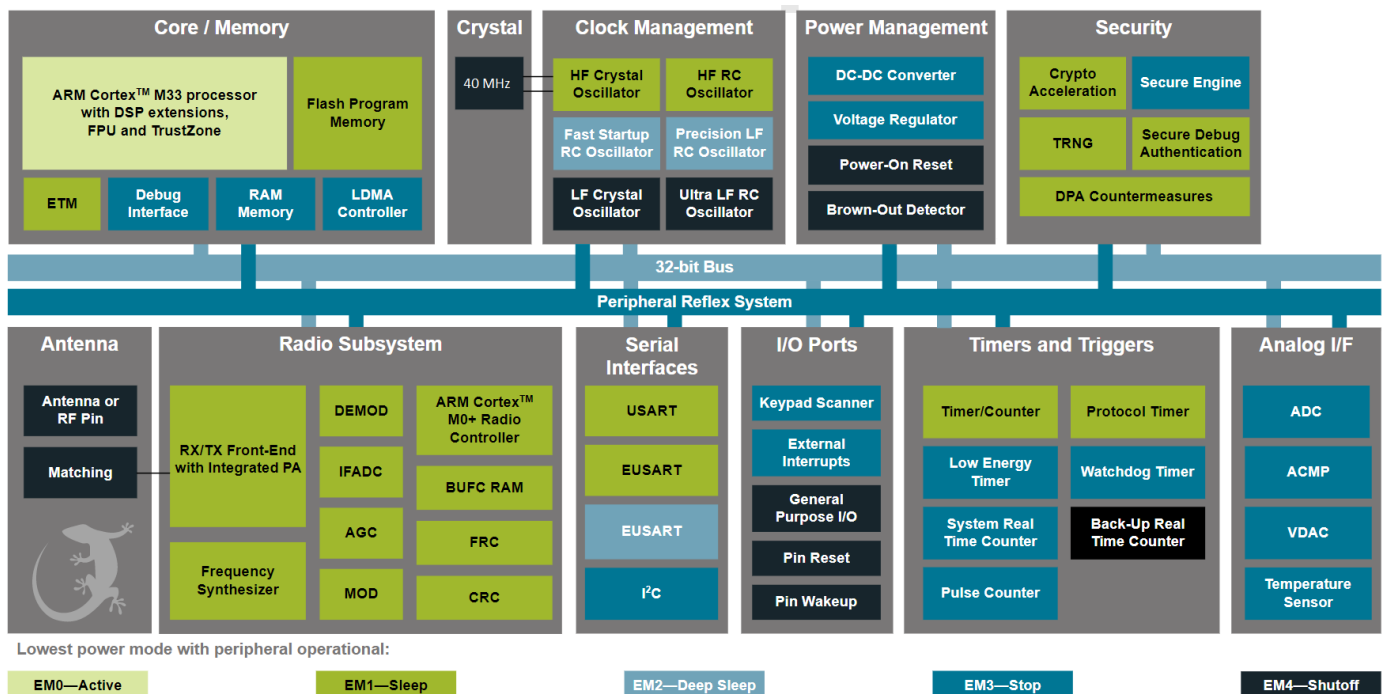 Core / Memory
ARM Cortex™ M33 processor
with DSP extensions,
FPU and TrustZone
Flash Program
Memory
ETM
Debug
Interface
RAM
Memory
LDMA
Controller
Crystal
40 MHz
Clock Management
HF Crystal
Oscillator
HF RC
Oscillator
Fast Startup
RC Oscillator
Precision LF
RC Oscillator
LF Crystal
Oscillator
Ultra LF RC
Oscillator
Power Management
DC-DC Converter
Voltage Regulator
Power-On Reset
Brown-Out Detector
Security
Crypto
Acceleration
Secure Engine
TRNG
Secure Debug
Authentication
DPA Countermeasures
32-bit Bus
Peripheral Reflex System
Antenna
Antenna or
RF Pin
Matching
Radio Subsystem
RX/TX Front-End
with Integrated PA
Frequency
Synthesizer
DEMOD
IFADC
AGC
MOD
ARM Cortex™
M0+ Radio
Controller
BUFC RAM
FRC
CRC
Serial
Interfaces
USART
EUSART
EUSART
I²C
I/O Ports
Keypad Scanner
External
Interrupts
General
Purpose I/O
Pin Reset
Pin Wakeup
Timers and Triggers
Timer/Counter
Protocol Timer
Low Energy
Timer
Watchdog Timer
System Real
Time Counter
Back-Up Real
Time Counter
Pulse Counter
Analog I/F
ADC
ACMP
VDAC
Temperature
Sensor
Lowest power mode with peripheral operational:
EM0—Active
EM1—Sleep
EM2—Deep Sleep
EM3—Stop
EM4—Shutoff